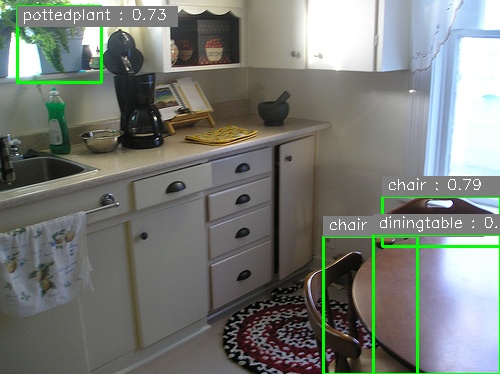 pottedplant : 0.73
chair : 0.79
chair
diningtable : 0.